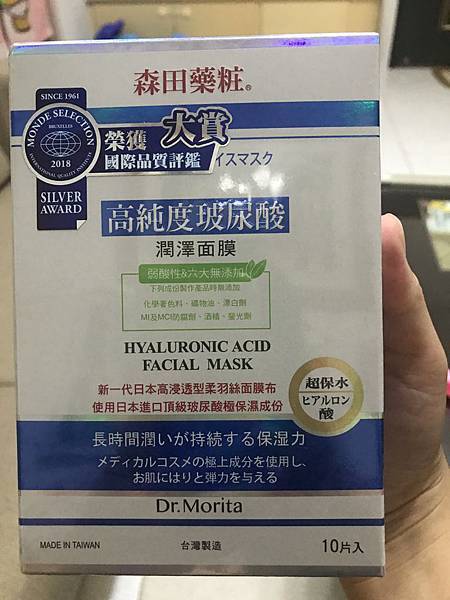 森田藥粧®
SINCE 1961
MONDE SELECTION
BRUXELLES
INTERNATIONAL QUALITY INSTITUTE
2018
SILVER
AWARD
榮獲 大賞
國際品質評鑑
イスマスク
高純度玻尿酸
潤澤面膜
弱酸性&六大無添加
下列成份製作產品時無添加
化學著色料、礦物油、漂白劑
MI及MCI防腐劑、酒精、螢光劑
HYALURONIC ACID
FACIAL MASK
新一代日本高浸透型柔羽絲面膜布
使用日本進口頂級玻尿酸極保濕成份
超保水
ヒアルロン
酸
長時間潤いが持続する保湿力
メディカルコスメの極上成分を使用し、
お肌にはりと弾力を与える
Dr.Morita
MADE IN TAIWAN 台灣製造 10片入